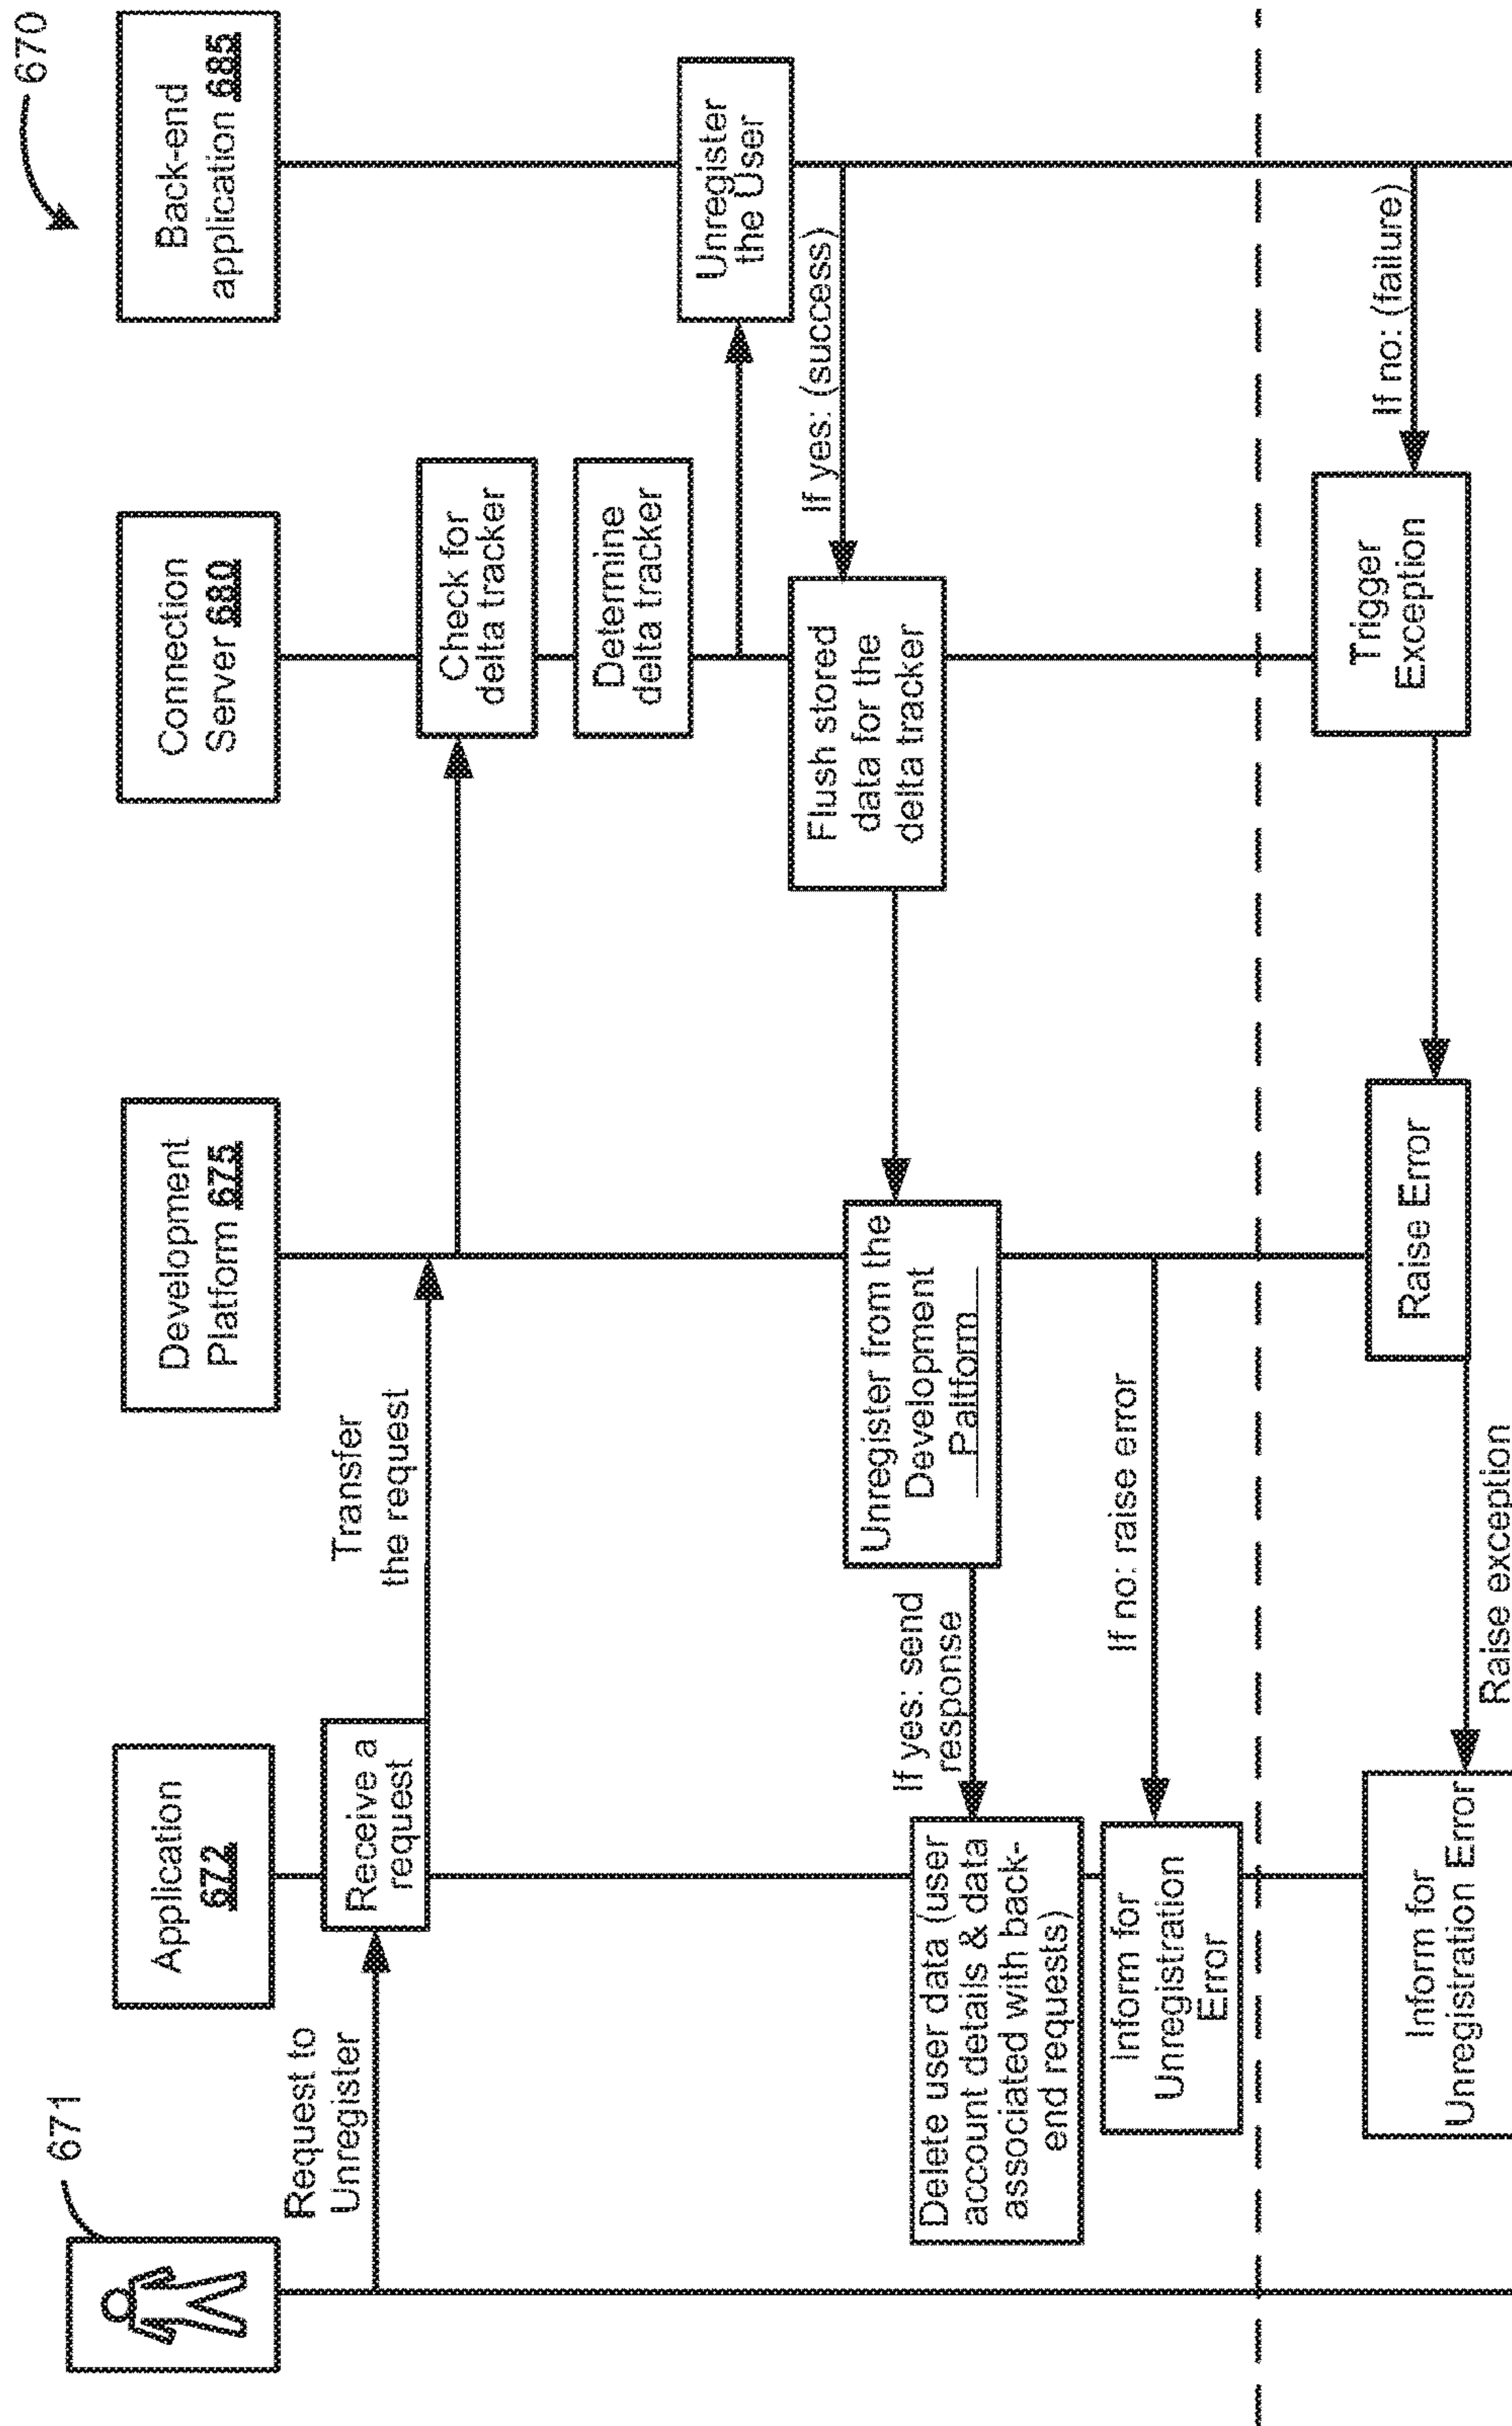 670
671
Application
672
Development
Platform 675
Connection
Server 680
Back-end
application 685
Request to
Unregister
Receive a
request
Transfer
the request
Check for
delta tracker
Determine
delta tracker
Unregister
the User
If yes: (success)
Flush stored
data for the
delta tracker
Unregister from the
Development
Paltform
If yes: send
response
Delete user data (user
account details & data
associated with back-
end requests)
If no: raise error
Inform for
Unregistration
Error
If no: (failure)
Trigger
Exception
Raise Error
Raise exception
Inform for
Unregistration Error